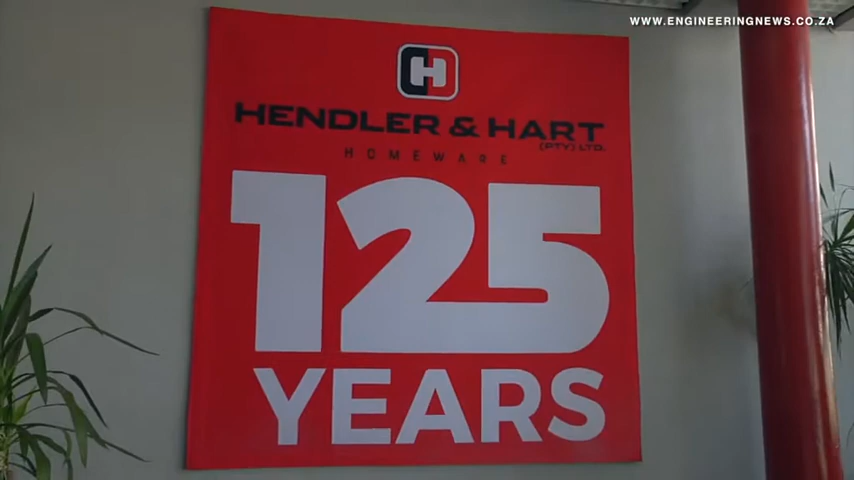 WWW.ENGINEERINGNEWS.CO.ZA
H
HENDLER & HART
(PTY) LTD.
HOMEWARE
125
YEARS